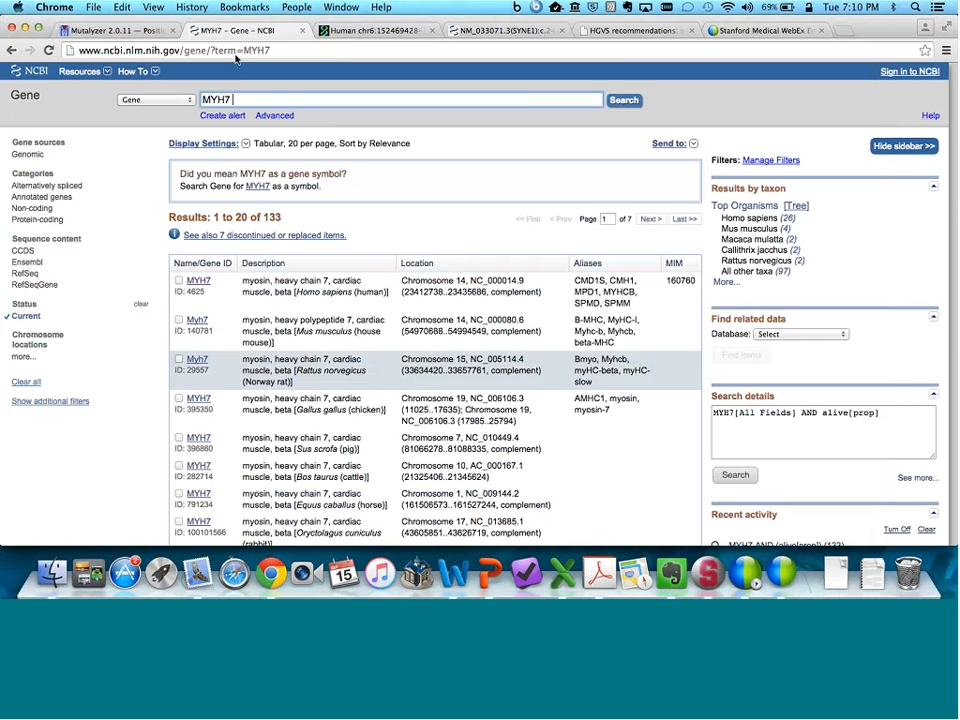 Chrome File Edit View History Bookmarks People Window Help 69% Tue 7:10 PM
Mutalyzer 2.0.11 — Positi × MYH7 - Gene - NCBI × Human chr6:152469428- × NM_033071.3(SYNE1):c.2 × HGVS recommendations: s × Stanford Medical WebEx En ×
www.ncbi.nlm.nih.gov/gene/?term=MYH7
NCBI Resources How To Sign in to NCBI
Gene Gene MYH7 Search
Create alert Advanced Help
Gene sources
Genomic
Categories
Alternatively spliced
Annotated genes
Non-coding
Protein-coding
Sequence content
CCDS
Ensembl
RefSeq
RefSeqGene
Status clear
Current
Chromosome
locations
more...
Clear all
Show additional filters
Display Settings: Tabular, 20 per page, Sort by Relevance Send to:
Did you mean MYH7 as a gene symbol?
Search Gene for MYH7 as a symbol.
Results: 1 to 20 of 133 << First < Prev Page 1 of 7 Next > Last >>
See also 7 discontinued or replaced items.
Name/Gene ID Description Location Aliases MIM
MYH7 myosin, heavy chain 7, cardiac Chromosome 14, NC_000014.9 CMD1S, CMH1, 160760
ID: 4625 muscle, beta [Homo sapiens (human)] (23412738..23435686, complement) MPD1, MYHCB,
SPMD, SPMM
Myh7 myosin, heavy polypeptide 7, cardiac Chromosome 14, NC_000080.6 B-MHC, MyHC-I,
ID: 140781 muscle, beta [Mus musculus (house (54970688..54994549, complement) Myhc-b, Myhcb,
mouse)] beta-MHC
Myh7 myosin, heavy chain 7, cardiac Chromosome 15, NC_005114.4 Bmyo, Myhcb,
ID: 29557 muscle, beta [Rattus norvegicus (33634420..33657761, complement) myHC-beta, myHC-
(Norway rat)] slow
MYH7 myosin, heavy chain 7, cardiac Chromosome 19, NC_006106.3 AMHC1, myosin,
ID: 395350 muscle, beta [Gallus gallus (chicken)] (11025..17635); Chromosome 19, myosin-7
NC_006106.3 (17985..25794)
MYH7 myosin, heavy chain 7, cardiac Chromosome 7, NC_010449.4
ID: 396860 muscle, beta [Sus scrofa (pig)] (81066278..81088335, complement)
MYH7 myosin, heavy chain 7, cardiac Chromosome 10, AC_000167.1
ID: 282714 muscle, beta [Bos taurus (cattle)] (21325406..21345624)
MYH7 myosin, heavy chain 7, cardiac Chromosome 1, NC_009144.2
ID: 791234 muscle, beta [Equus caballus (horse)] (161506573..161527244, complement)
MYH7 myosin, heavy chain 7, cardiac Chromosome 17, NC_013685.1
ID: 100101566 muscle, beta [Oryctolagus cuniculus (43605851..43626719, complement)
(rabbit)]
Hide sidebar >>
Filters: Manage Filters
Results by taxon
Top Organisms [Tree]
Homo sapiens (26)
Mus musculus (4)
Macaca mulatta (2)
Callithrix jacchus (2)
Rattus norvegicus (2)
All other taxa (97)
More...
Find related data
Database: Select
Find items
Search details
MYH7[All Fields] AND alive[prop]
Search See more...
Recent activity
Turn Off Clear
MYH7 AND (alive[prop]) (133)